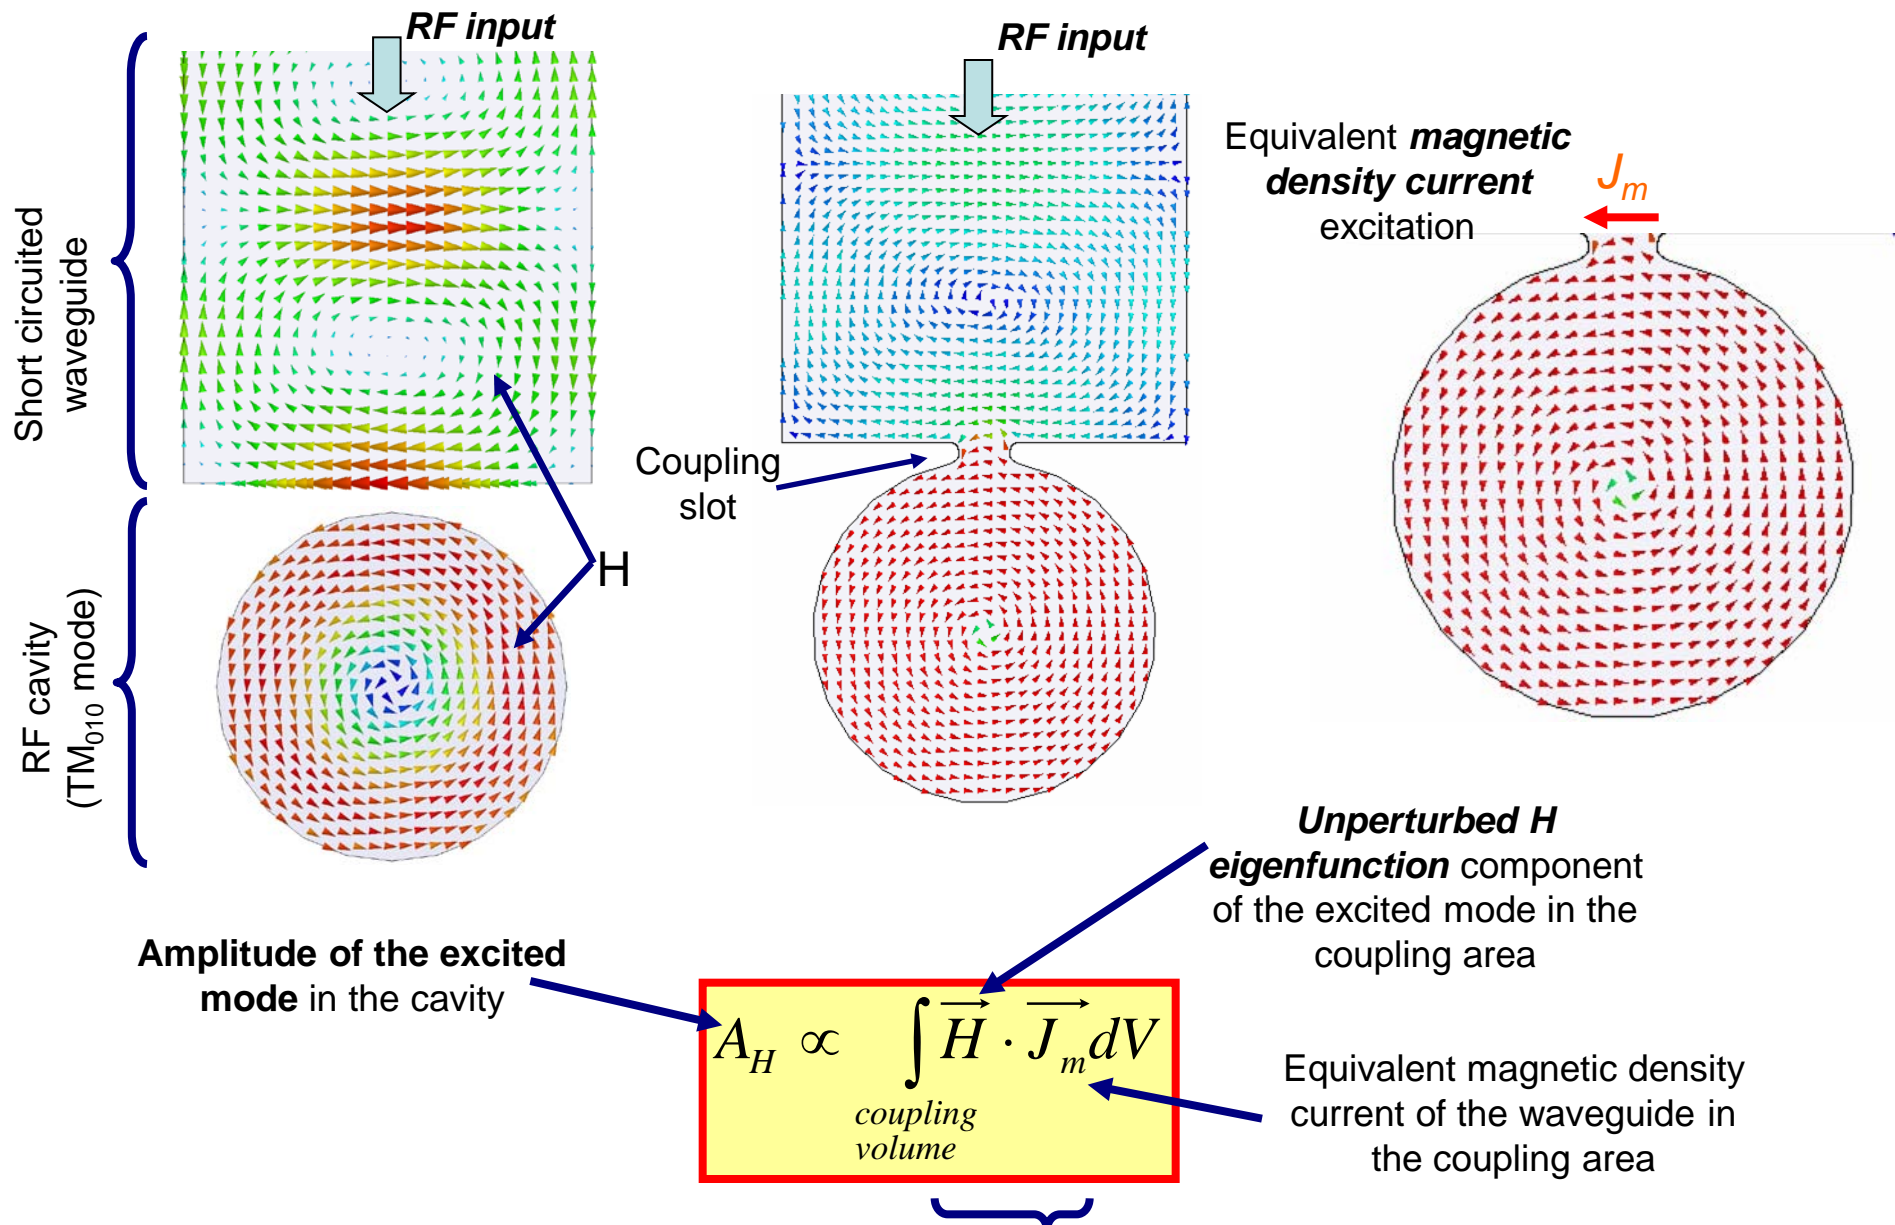 RF input
RF input
Short circuited
waveguide
Equivalent magnetic
density current
excitation
J_m
Coupling
slot
H
RF cavity
(TM_010 mode)
Unperturbed H
eigenfunction component
of the excited mode in the
coupling area
Amplitude of the excited
mode in the cavity
A_H ∝ ∫ H⃗ · J⃗_m dV
coupling
volume
Equivalent magnetic density
current of the waveguide in
the coupling area